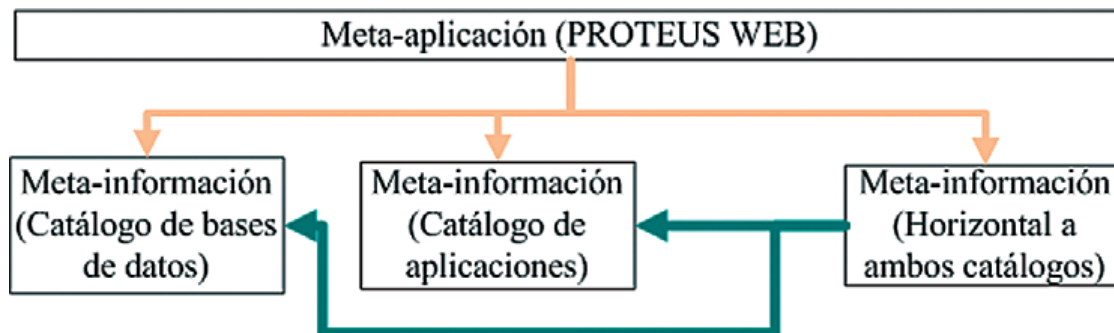 Meta-aplicación (PROTEUS WEB)
Meta-información
(Catálogo de bases
de datos)
Meta-información
(Catálogo de
aplicaciones)
Meta-información
(Horizontal a
ambos catálogos)